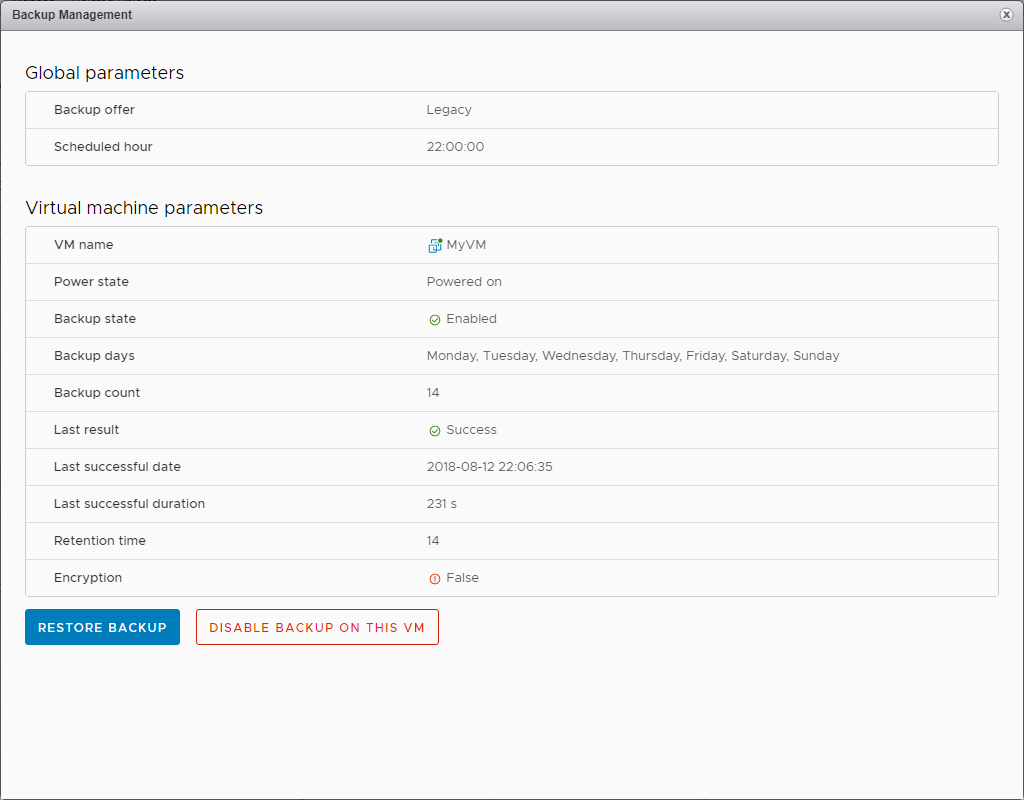 Backup Management
Global parameters
Backup offer Legacy
Scheduled hour 22:00:00
Virtual machine parameters
VM name MyVM
Power state Powered on
Backup state Enabled
Backup days Monday, Tuesday, Wednesday, Thursday, Friday, Saturday, Sunday
Backup count 14
Last result Success
Last successful date 2018-08-12 22:06:35
Last successful duration 231 s
Retention time 14
Encryption False
RESTORE BACKUP DISABLE BACKUP ON THIS VM